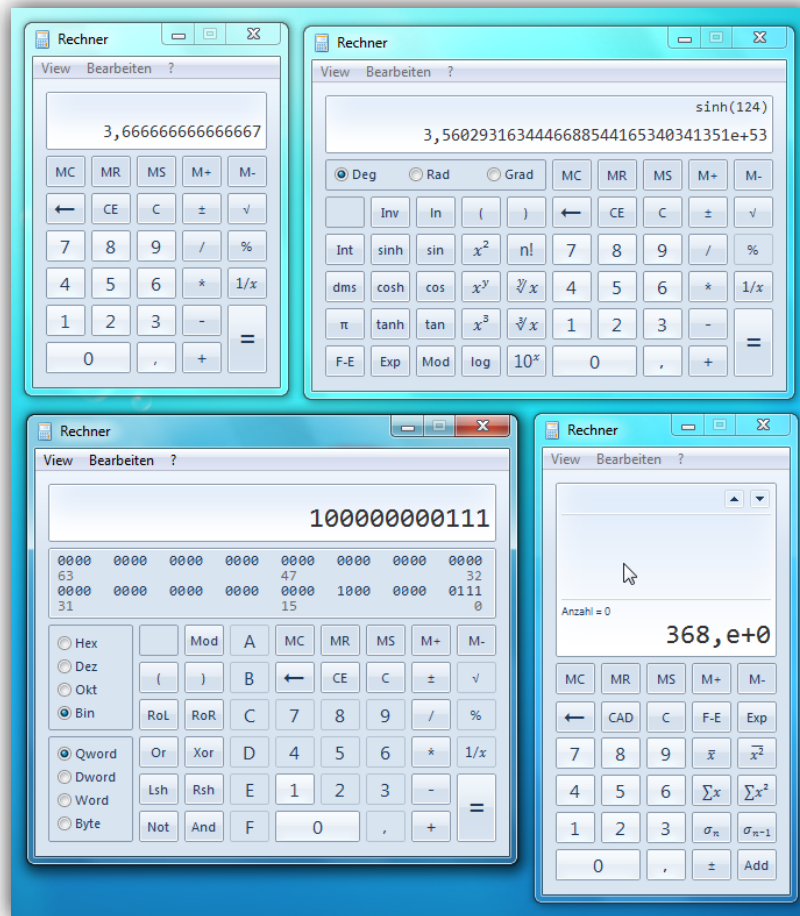 Rechner
View Bearbeiten ?
3,666666666666667
MC MR MS M+ M-
← CE C ± √
7 8 9 / %
4 5 6 * 1/x
1 2 3 - =
0 , +
Rechner
View Bearbeiten ?
sinh(124)
3,5602931634446688544165340341351e+53
Deg Rad Grad MC MR MS M+ M-
Inv ln ( ) ← CE C ± √
Int sinh sin x² n! 7 8 9 / %
dms cosh cos xʸ ʸ√x 4 5 6 * 1/x
π tanh tan x³ ³√x 1 2 3 - =
F-E Exp Mod log 10ˣ 0 , +
Rechner
View Bearbeiten ?
100000000111
0000 0000 0000 0000 0000 0000 0000 0000
63 47 32
0000 0000 0000 0000 0000 1000 0000 0111
31 15 0
Hex Mod A MC MR MS M+ M-
Dez ( ) B ← CE C ± √
Okt
Bin RoL RoR C 7 8 9 / %
Qword Or Xor D 4 5 6 * 1/x
Dword
Word Lsh Rsh E 1 2 3 - =
Byte Not And F 0 , +
Rechner
View Bearbeiten ?
Anzahl = 0
368,e+0
MC MR MS M+ M-
← CAD C F-E Exp
7 8 9 x̅ x̅²
4 5 6 ∑x ∑x²
1 2 3 σₙ σₙ₋₁
0 , ± Add